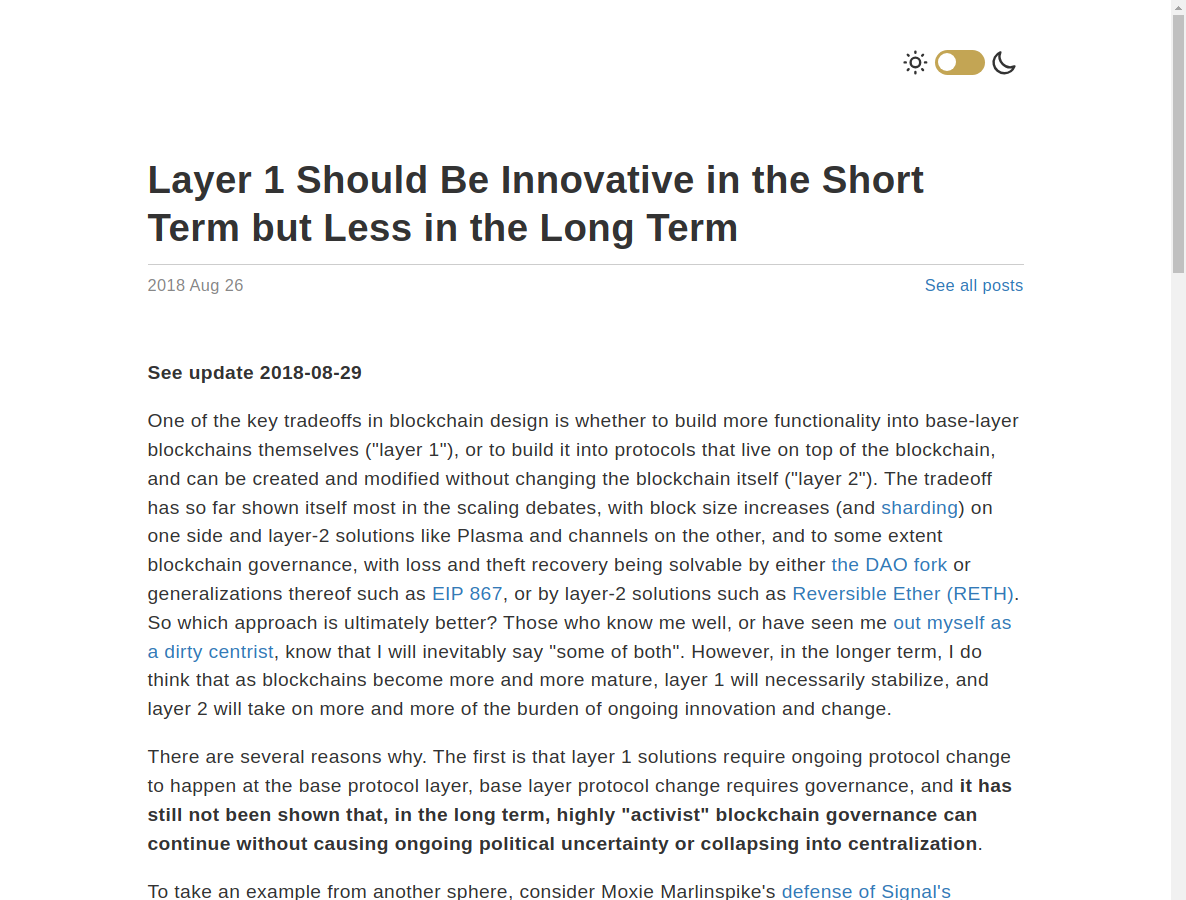 Layer 1 Should Be Innovative in the Short
Term but Less in the Long Term
2018 Aug 26
See all posts
See update 2018-08-29
One of the key tradeoffs in blockchain design is whether to build more functionality into base-layer
blockchains themselves ("layer 1"), or to build it into protocols that live on top of the blockchain,
and can be created and modified without changing the blockchain itself ("layer 2"). The tradeoff
has so far shown itself most in the scaling debates, with block size increases (and sharding) on
one side and layer-2 solutions like Plasma and channels on the other, and to some extent
blockchain governance, with loss and theft recovery being solvable by either the DAO fork or
generalizations thereof such as EIP 867, or by layer-2 solutions such as Reversible Ether (RETH).
So which approach is ultimately better? Those who know me well, or have seen me out myself as
a dirty centrist, know that I will inevitably say "some of both". However, in the longer term, I do
think that as blockchains become more and more mature, layer 1 will necessarily stabilize, and
layer 2 will take on more and more of the burden of ongoing innovation and change.
There are several reasons why. The first is that layer 1 solutions require ongoing protocol change
to happen at the base protocol layer, base layer protocol change requires governance, and it has
still not been shown that, in the long term, highly "activist" blockchain governance can
continue without causing ongoing political uncertainty or collapsing into centralization.
To take an example from another sphere, consider Moxie Marlinspike's defense of Signal's